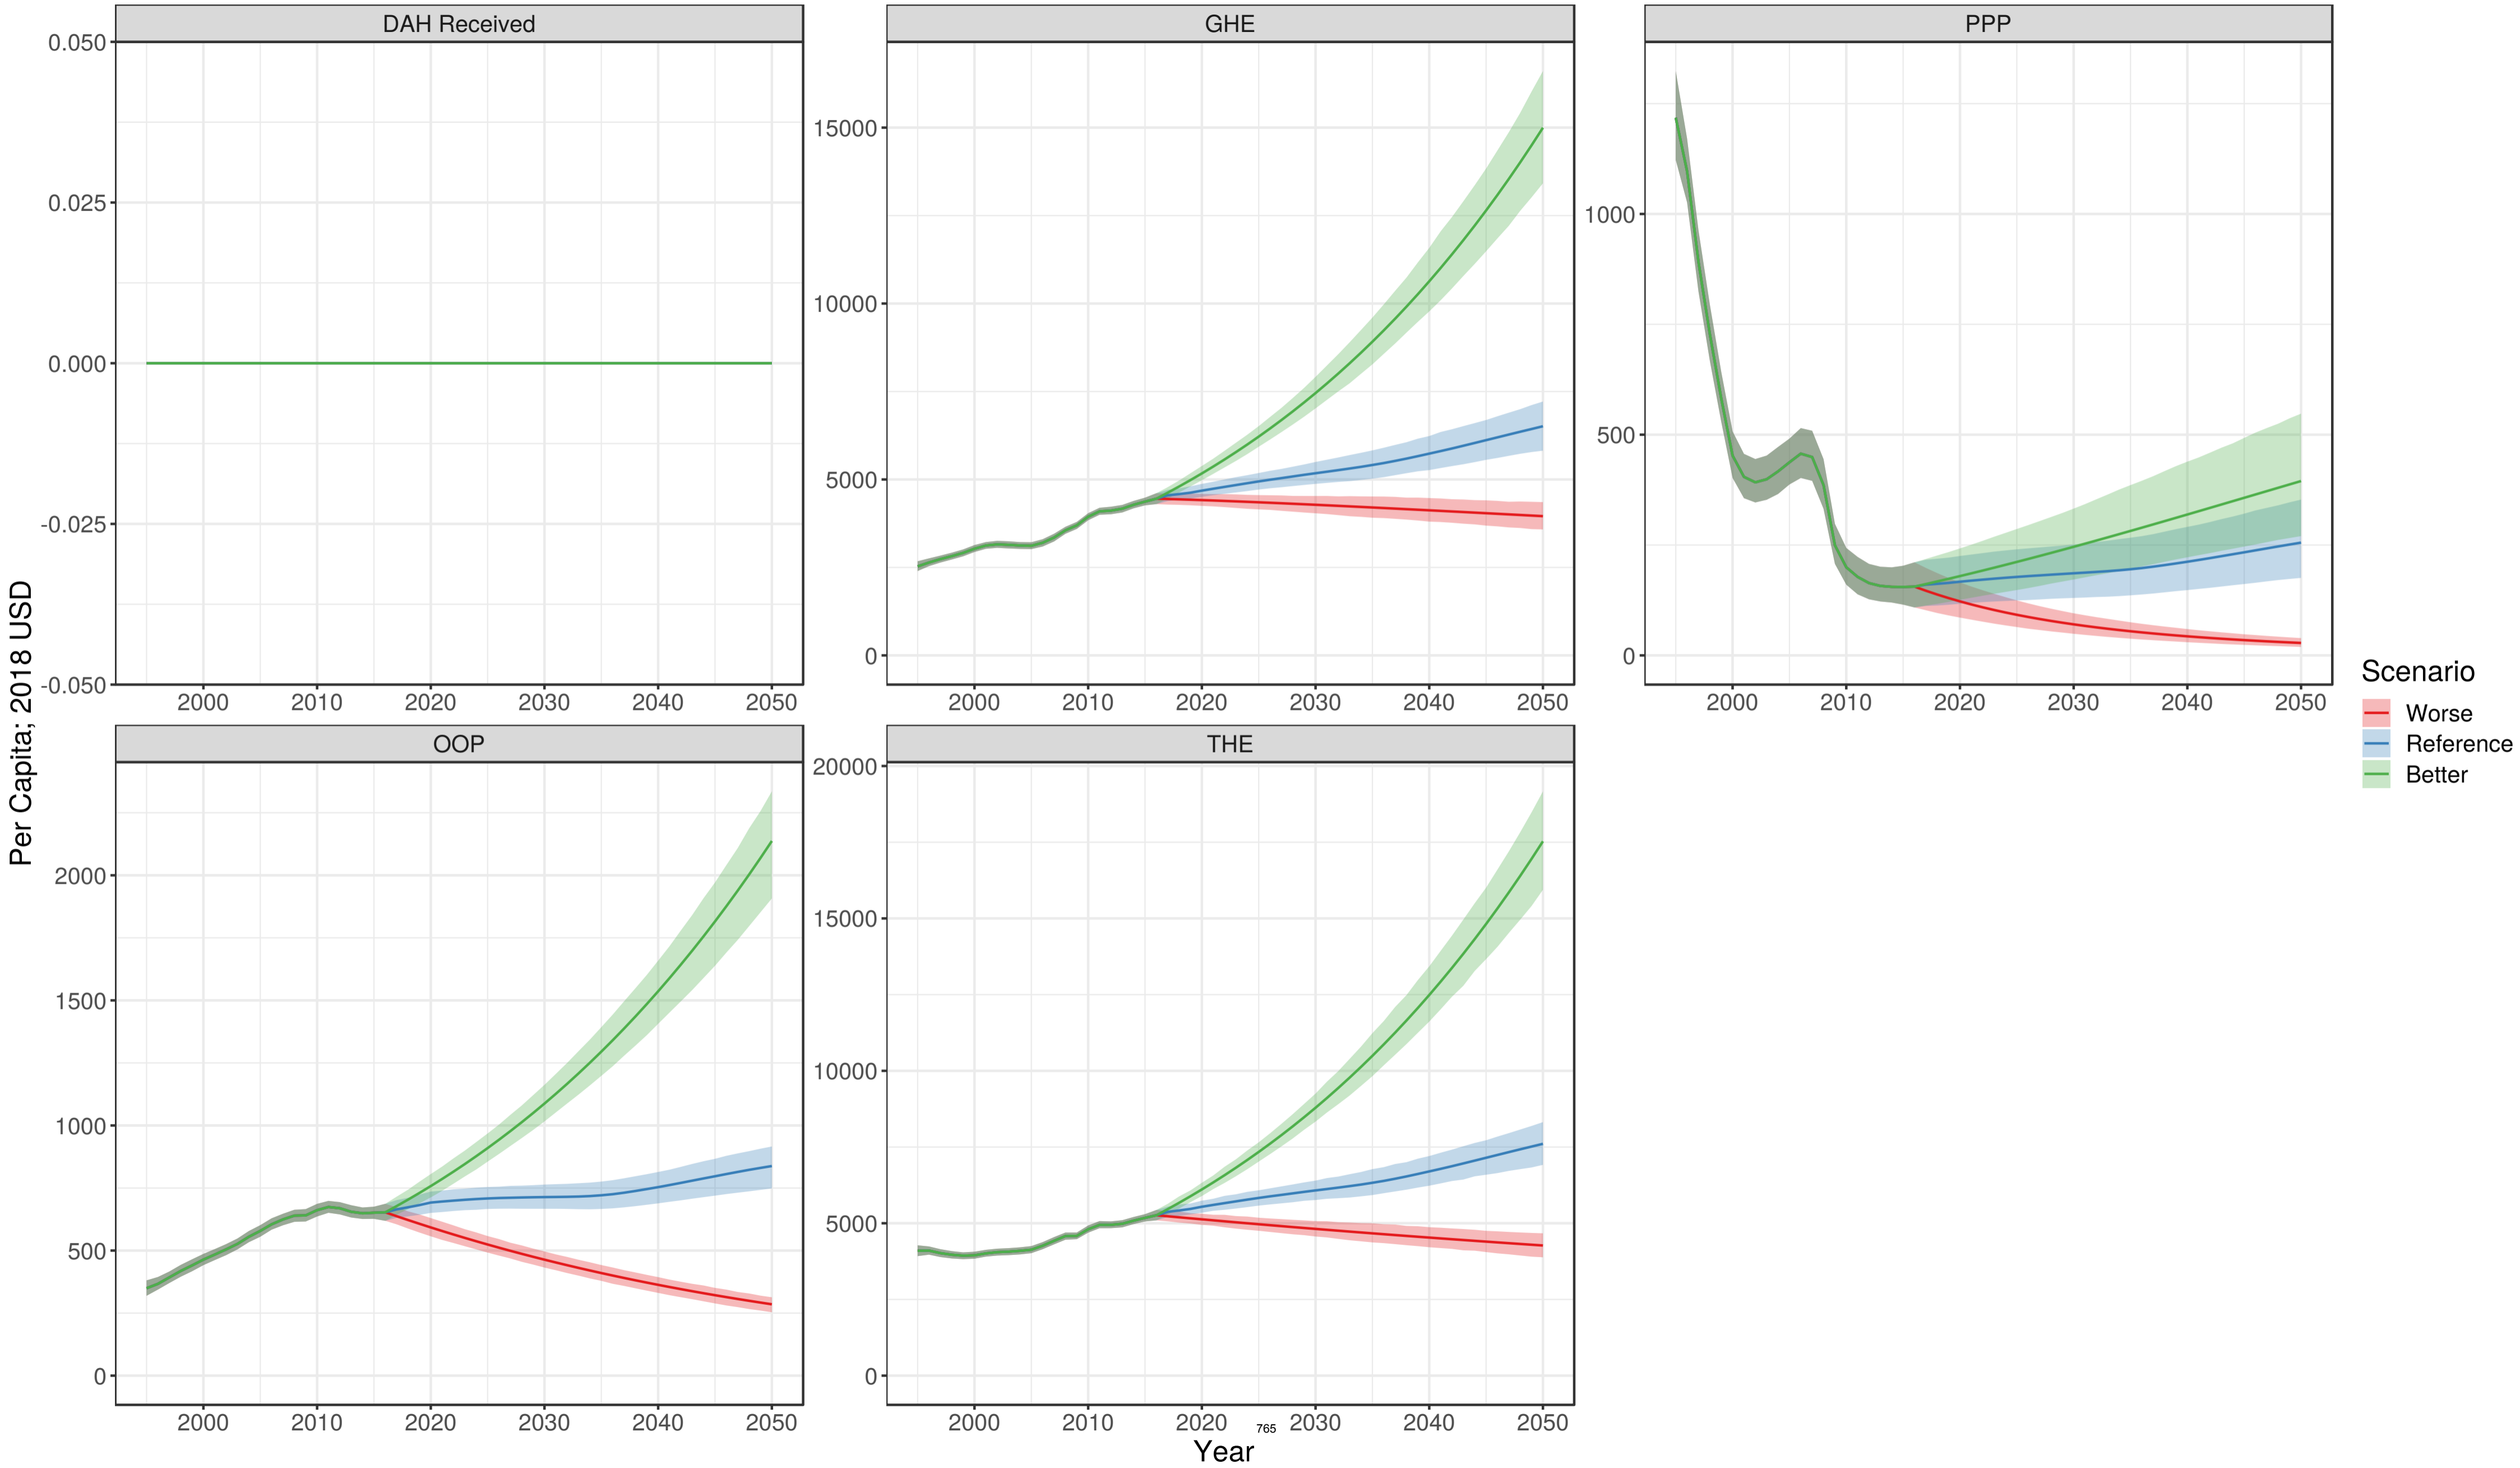 DAH Received
GHE
PPP
0.050
0.025
0.000
-0.025
-0.050
2000 2010 2020 2030 2040 2050
15000
10000
5000
0
2000 2010 2020 2030 2040 2050
1000
500
0
2000 2010 2020 2030 2040 2050
OOP
THE
2000
1500
1000
500
0
2000 2010 2020 2030 2040 2050
20000
15000
10000
5000
0
2000 2010 2020 2030 2040 2050
Per Capita; 2018 USD
Year
765
Scenario
Worse
Reference
Better